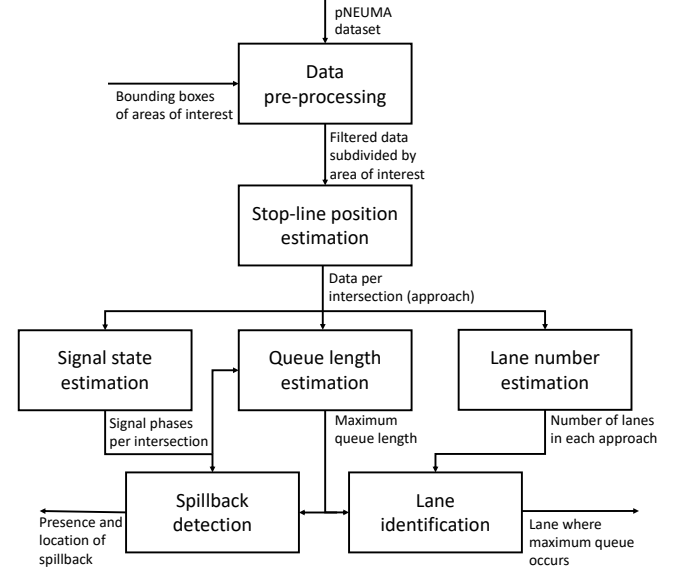 pNEUMA
dataset
Data
pre-processing
Bounding boxes
of areas of interest
Filtered data
subdivided by
area of interest
Stop-line position
estimation
Data per
intersection (approach)
Signal state
estimation
Queue length
estimation
Lane number
estimation
Signal phases
per intersection
Maximum
queue length
Number of lanes
in each approach
Spillback
detection
Lane
identification
Presence and
location of
spillback
Lane where
maximum queue
occurs